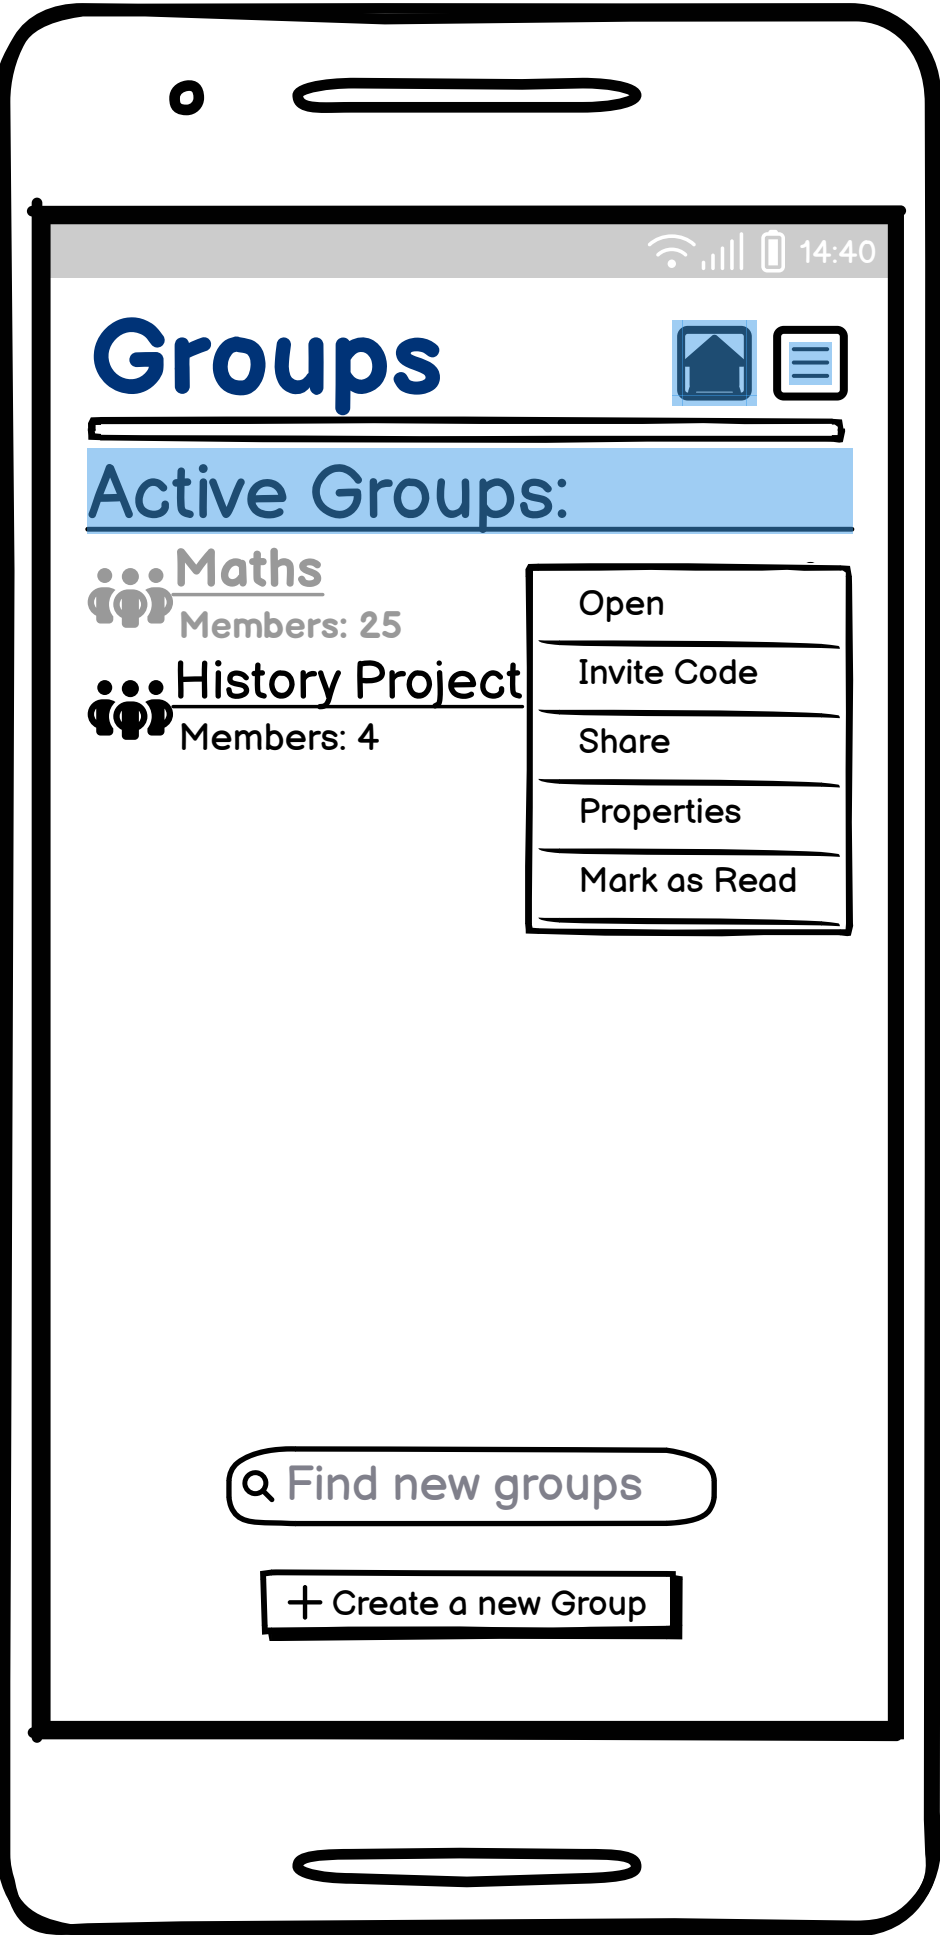 14:40
Groups
Active Groups:
Maths
Members: 25
History Project
Members: 4
Open
Invite Code
Share
Properties
Mark as Read
Find new groups
Create a new Group